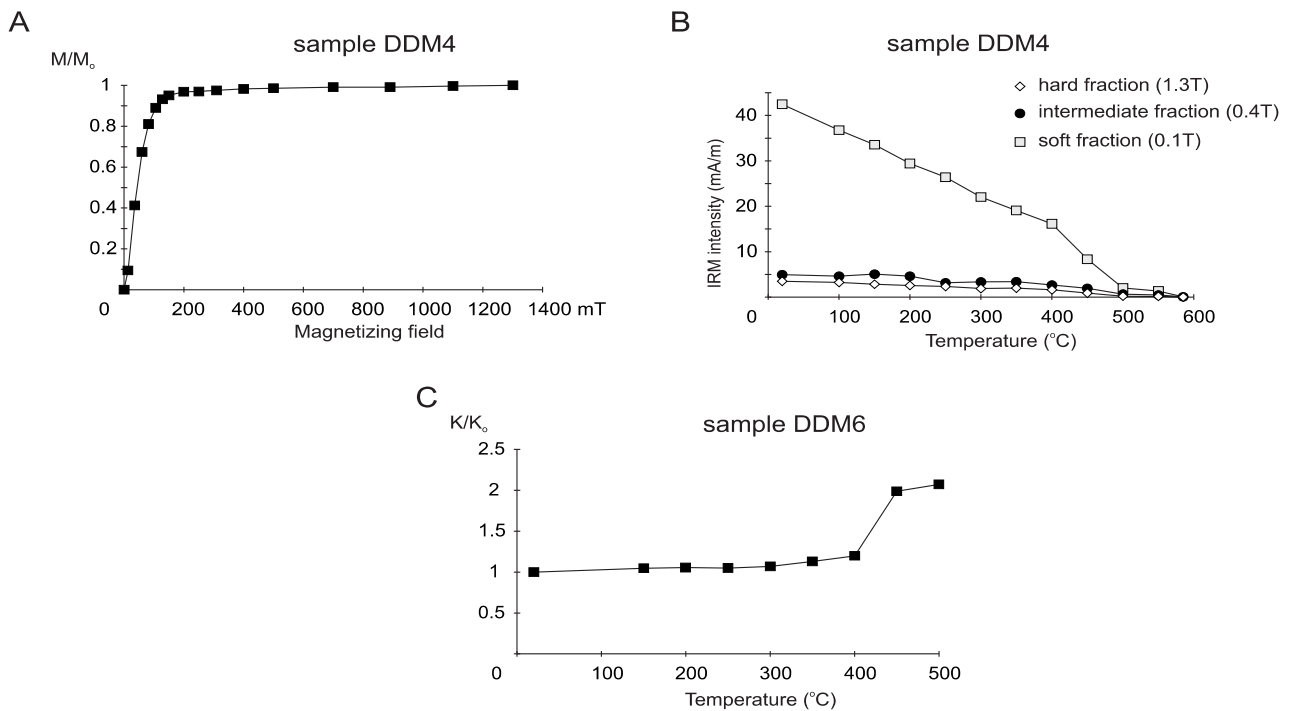 A
sample DDM4
M/Mo
1
0.8
0.6
0.4
0.2
0 200 400 600 800 1000 1200 1400 mT
Magnetizing field
B
sample DDM4
hard fraction (1.3T)
intermediate fraction (0.4T)
soft fraction (0.1T)
IRM intensity (mA/m)
40
30
20
10
0 100 200 300 400 500 600
Temperature (°C)
C
sample DDM6
K/Ko
2.5
2
1.5
1
0.5
0 100 200 300 400 500
Temperature (°C)